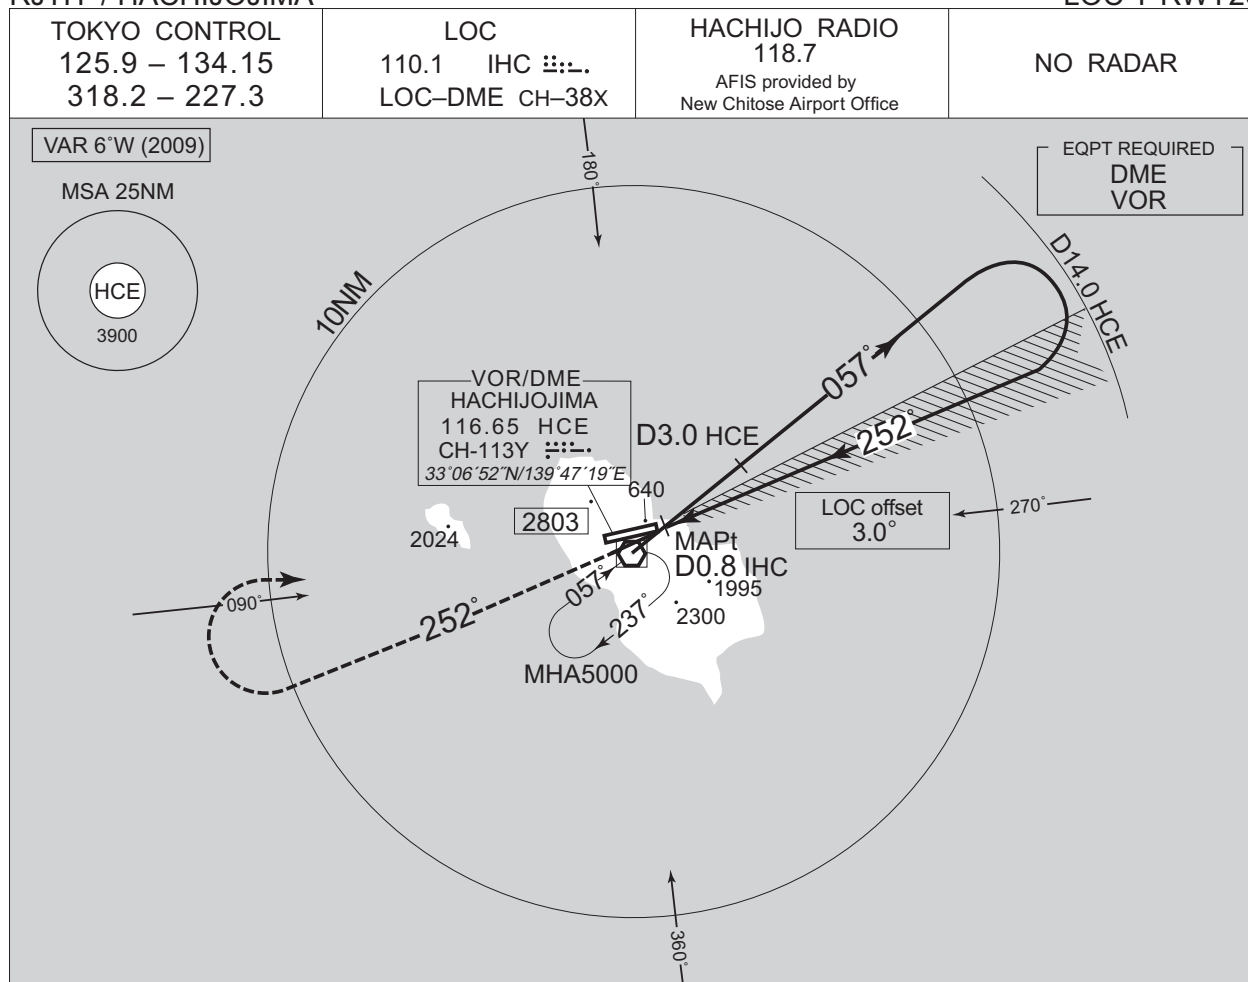 TOKYO CONTROL
125.9 – 134.15
318.2 – 227.3
LOC
110.1 IHC
LOC–DME CH–38X
HACHIJO RADIO
118.7
AFIS provided by
New Chitose Airport Office
NO RADAR
VAR 6˚W (2009)
MSA 25NM
HCE
3900
EQPT REQUIRED
DME
VOR
180˚
10NM
D14.0 HCE
057˚
VOR/DME
HACHIJOJIMA
116.65 HCE
CH-113Y
33˚06´52˝N/139˚47´19˝E
D3.0 HCE
252˚
640
2803
2024
LOC offset
3.0°
270˚
MAPt
D0.8 IHC
1995
2300
090˚
252˚
057˚
237˚
MHA5000
360˚